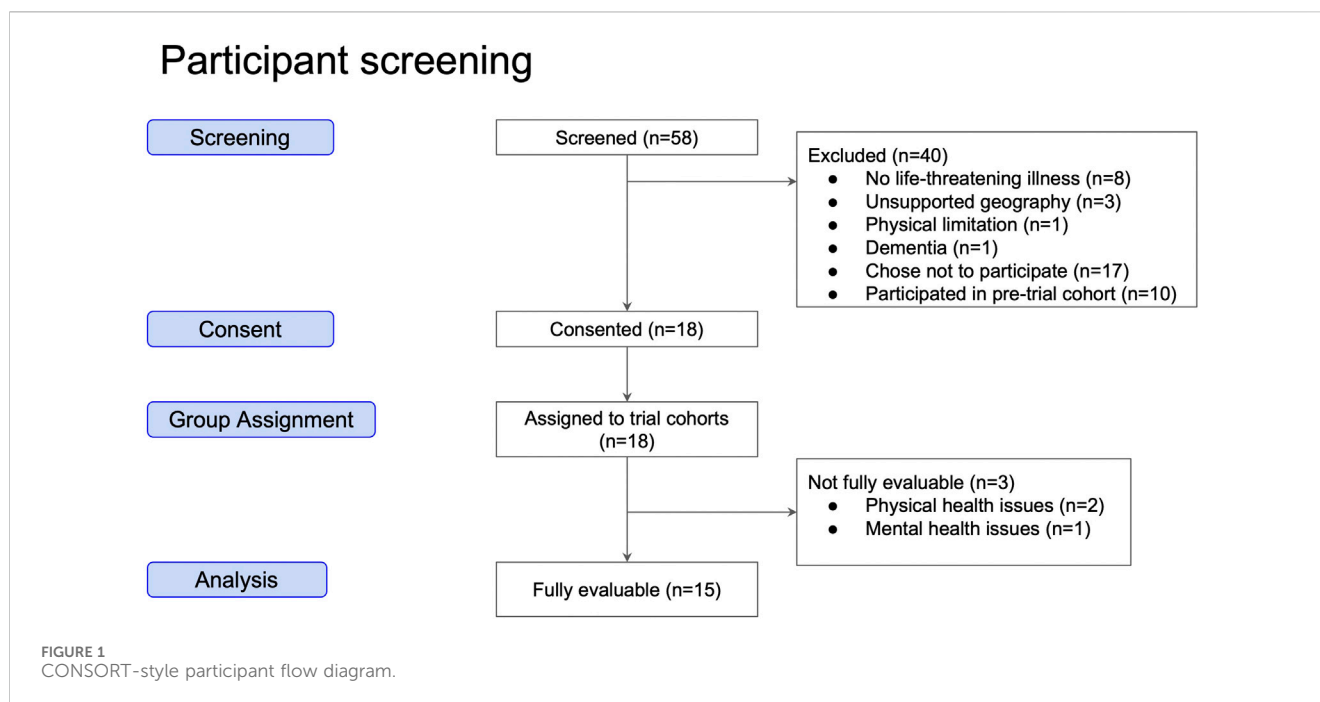 Participant screening
Screening
Screened (n=58)
Excluded (n=40)
● No life-threatening illness (n=8)
● Unsupported geography (n=3)
● Physical limitation (n=1)
● Dementia (n=1)
● Chose not to participate (n=17)
● Participated in pre-trial cohort (n=10)
Consent
Consented (n=18)
Group Assignment
Assigned to trial cohorts
(n=18)
Not fully evaluable (n=3)
● Physical health issues (n=2)
● Mental health issues (n=1)
Analysis
Fully evaluable (n=15)
FIGURE 1
CONSORT-style participant flow diagram.